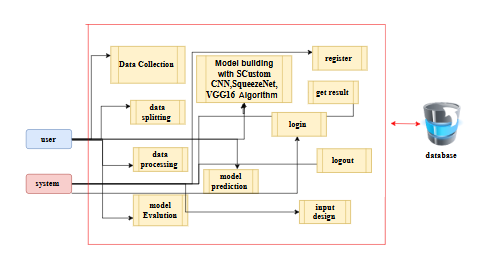 Data Collection
Model building
with SCustom
CNN,SqueezeNet,
VGG16 Algorithm
register
get result
data
splitting
login
user
database
data
processing
logout
system
model
prediction
model
Evalution
input
design